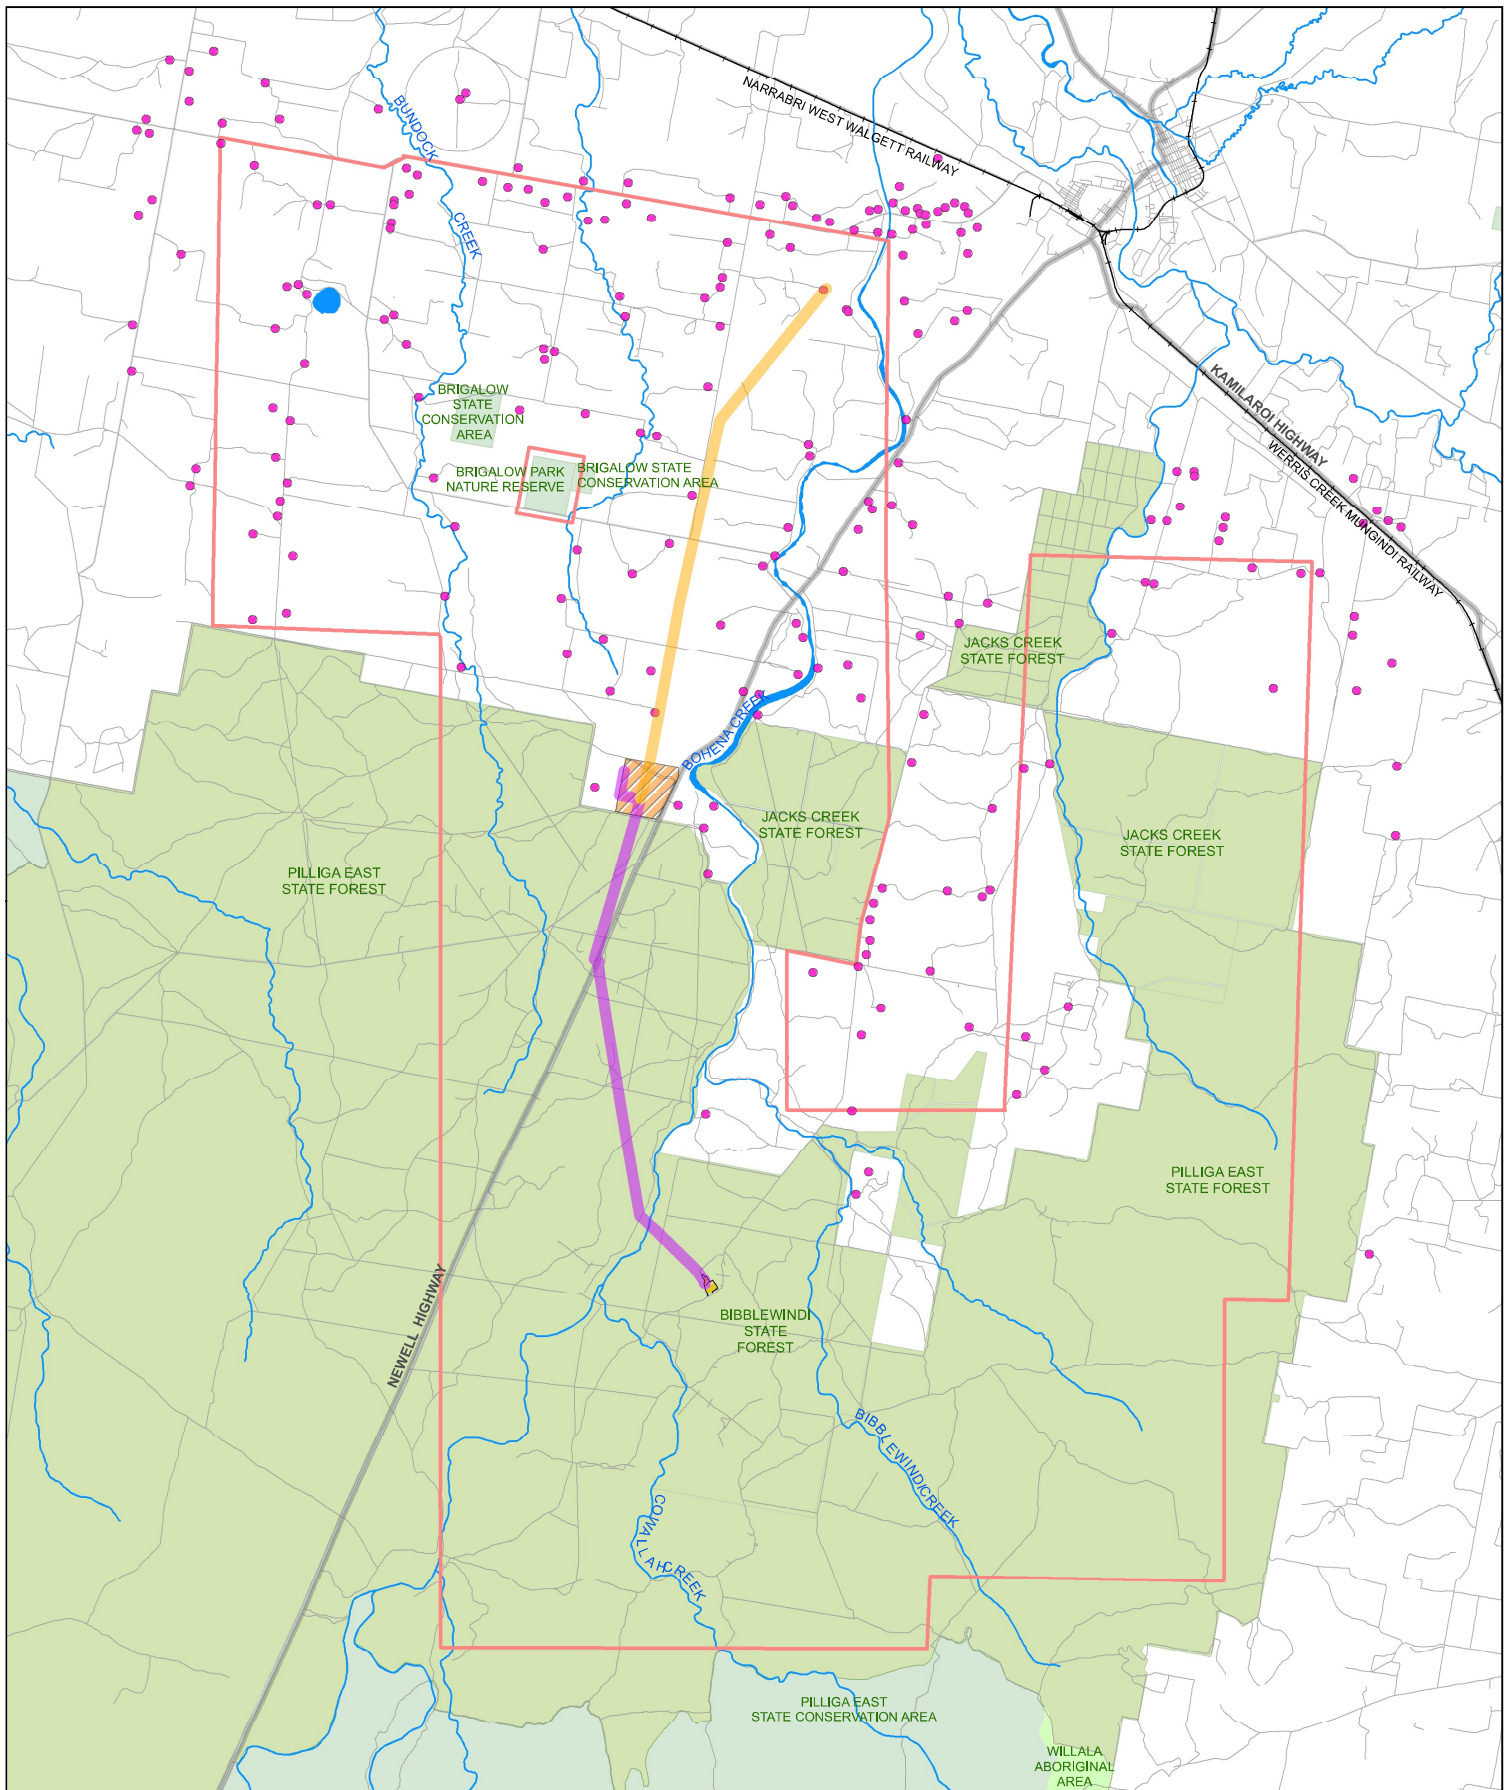 NARRABRI WEST WALGETT RAILWAY
BUNDOCK
CREEK
KAMILAROI HIGHWAY
WERRIS CREEK MUNGINDI RAILWAY
BRIGALOW
STATE
CONSERVATION
AREA
BRIGALOW PARK
NATURE RESERVE
BRIGALOW STATE
CONSERVATION AREA
JACKS CREEK
STATE FOREST
BOHENA CREEK
JACKS CREEK
STATE FOREST
JACKS CREEK
STATE FOREST
PILLIGA EAST
STATE FOREST
PILLIGA EAST
STATE FOREST
NEWELL HIGHWAY
BIBBLEWINDI
STATE
FOREST
BIBBLEWINDI CREEK
COWALLAH
CREEK
PILLIGA EAST
STATE CONSERVATION AREA
WILLALA
ABORIGINAL
AREA